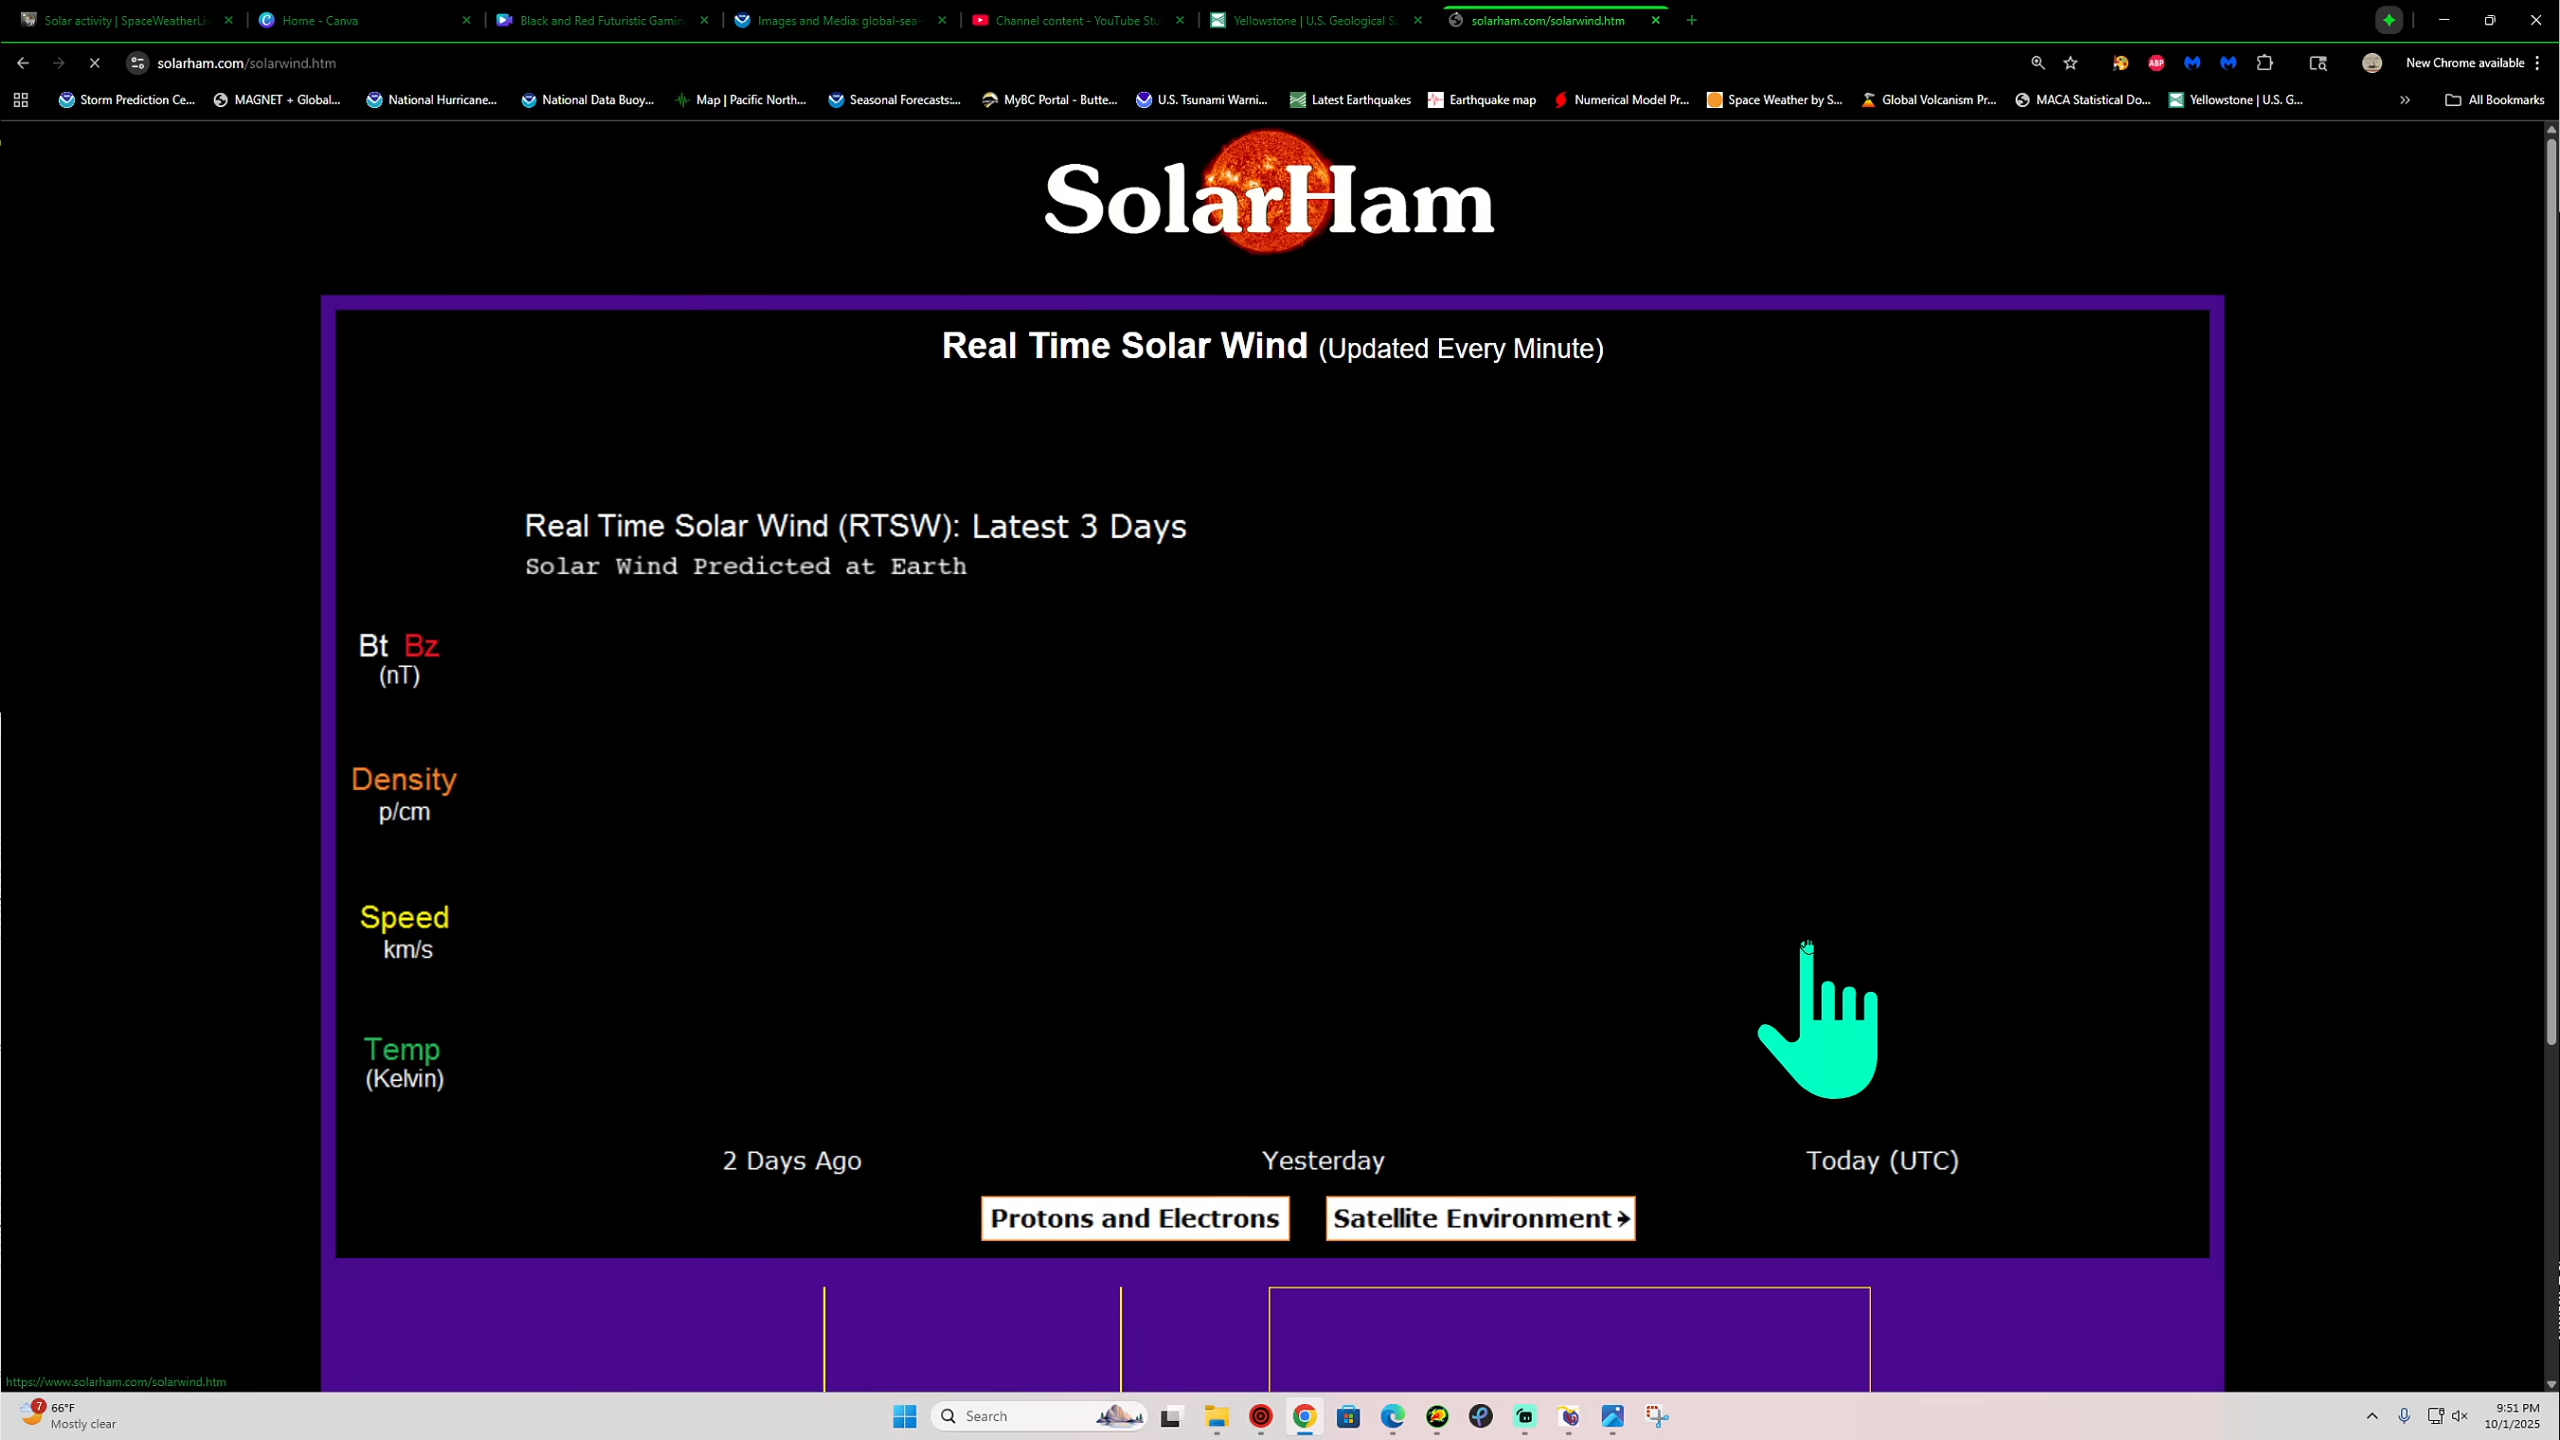 Solar activity | SpaceWeatherLi
Home - Canva
Black and Red Futuristic Gamin
Images and Media: global-sea-
Channel content - YouTube Stu
Yellowstone | U.S. Geological S
solarham.com/solarwind.htm
solarham.com/solarwind.htm
ABP
New Chrome available
Storm Prediction Ce...
MAGNET + Global...
National Hurricane...
National Data Buoy...
Map | Pacific North...
Seasonal Forecasts:...
MyBC Portal - Butte...
U.S. Tsunami Warni...
Latest Earthquakes
Earthquake map
Numerical Model Pr...
Space Weather by S...
Global Volcanism Pr...
MACA Statistical Do...
Yellowstone | U.S. G...
All Bookmarks
SolarHam
Real Time Solar Wind (Updated Every Minute)
Real Time Solar Wind (RTSW): Latest 3 Days
Solar Wind Predicted at Earth
Bt Bz
(nT)
Density
p/cm
Speed
km/s
Temp
(Kelvin)
2 Days Ago
Yesterday
Today (UTC)
Protons and Electrons
Satellite Environment
https://www.solarham.com/solarwind.htm
7
66°F
Mostly clear
Search
9:51 PM
10/1/2025